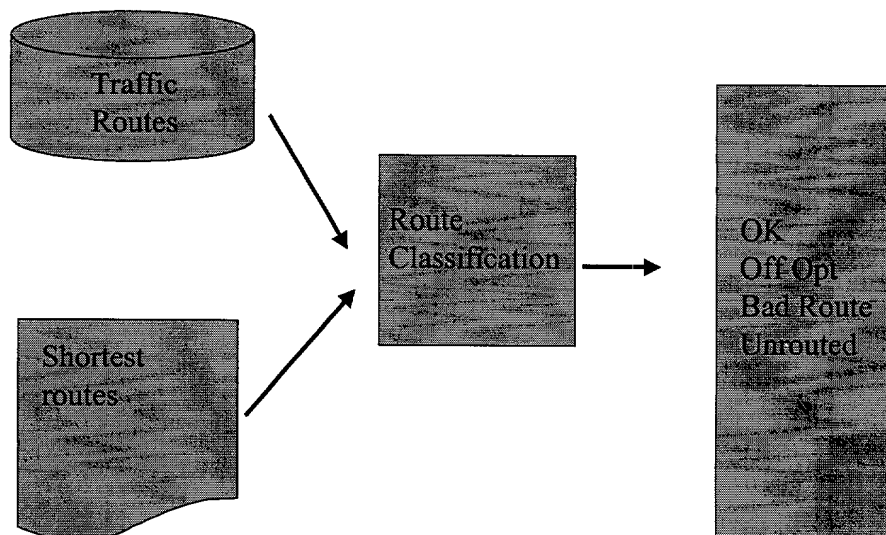 Traffic
Routes
Shortest
routes
Route
Classification
OK
Off Opt
Bad Route
Unrouted